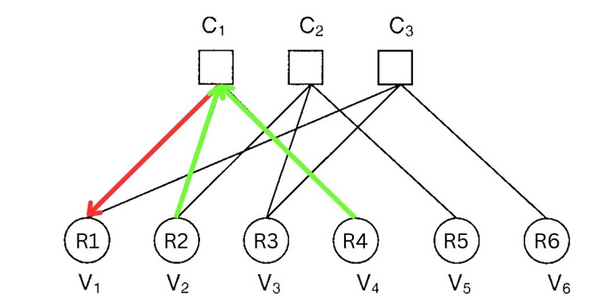 C₁ C₂ C₃
R1 R2 R3 R4 R5 R6
V₁ V₂ V₃ V₄ V₅ V₆